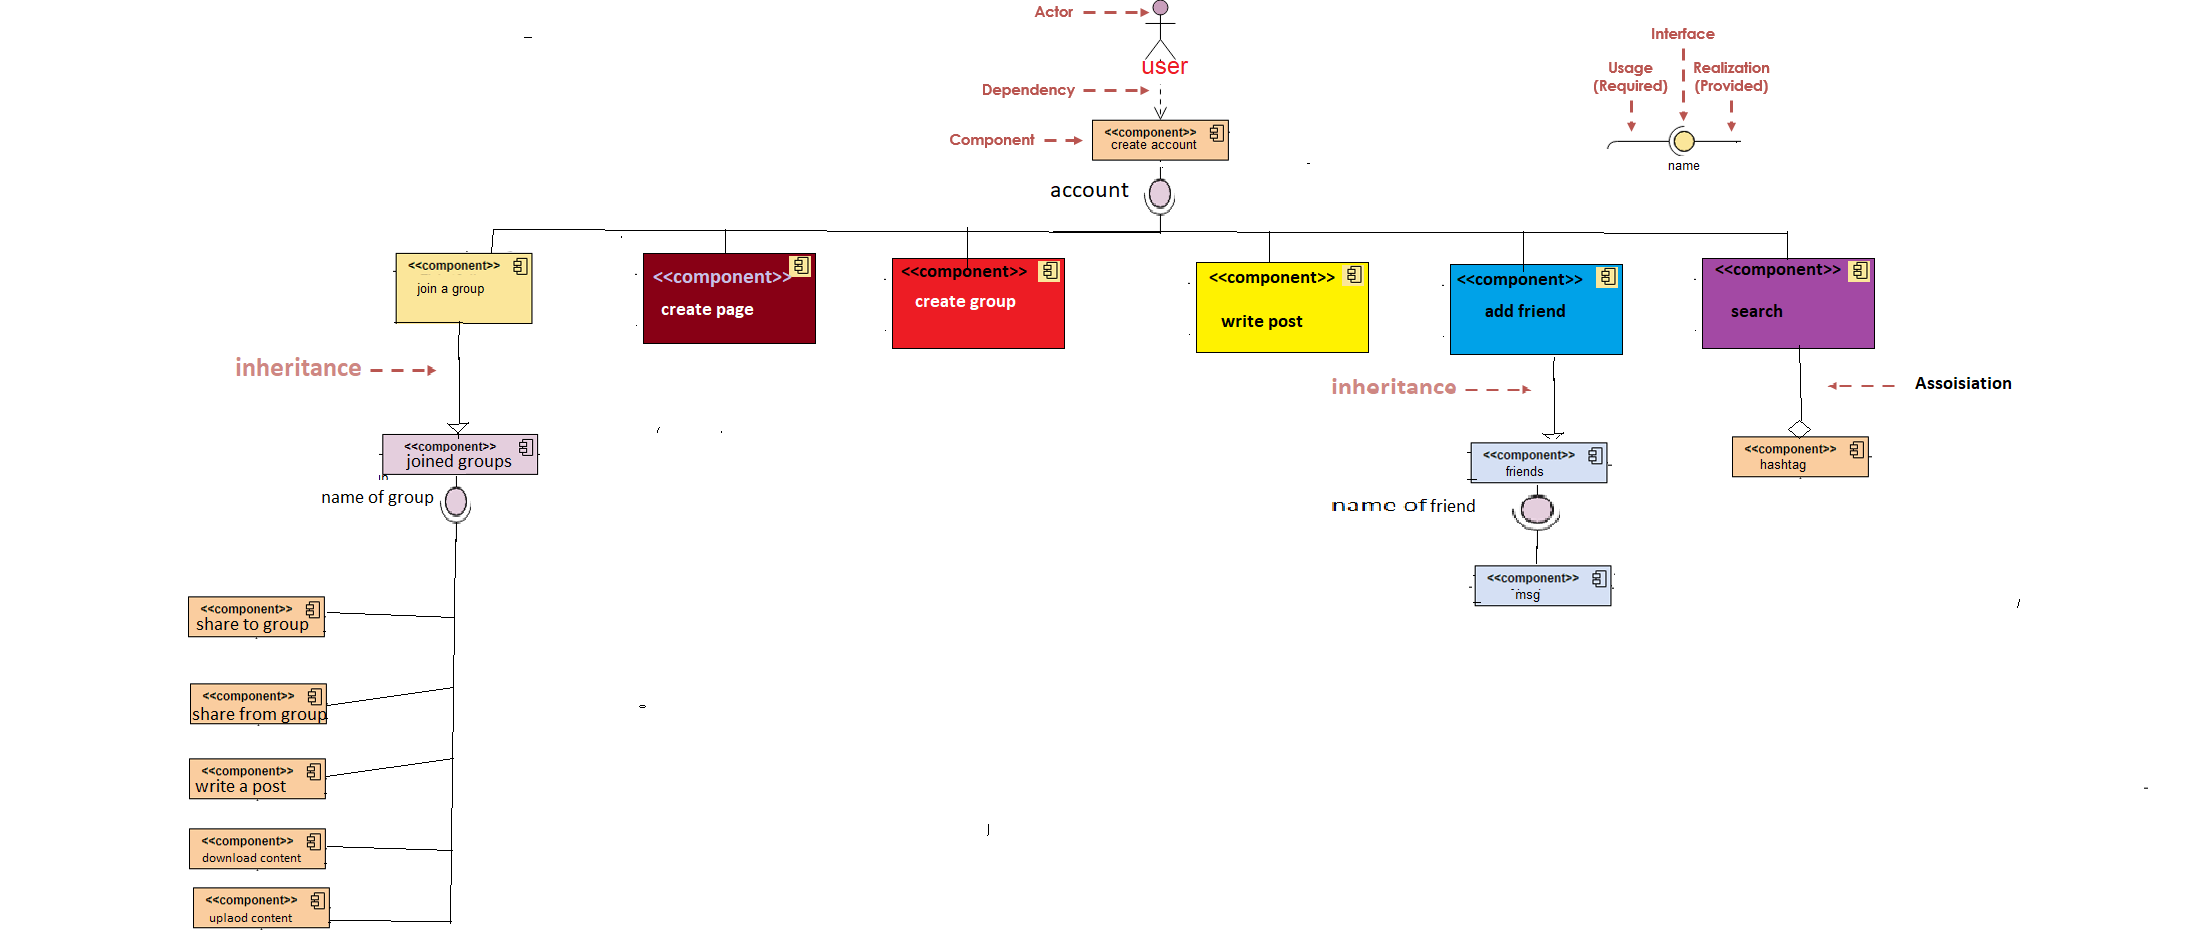 Actor
user
Dependency
<<component>>
create account
Component
account
Interface
Usage
(Required)
Realization
(Provided)
name
<<component>>
join a group
<<component>>
create page
<<component>>
create group
<<component>>
write post
<<component>>
add friend
<<component>>
search
inheritance
inheritance
Assoisiation
<<component>>
joined groups
name of group
<<component>>
friends
name of friend
<<component>>
msg
<<component>>
hashtag
<<component>>
share to group
<<component>>
share from group
<<component>>
write a post
<<component>>
download content
<<component>>
uplaod content